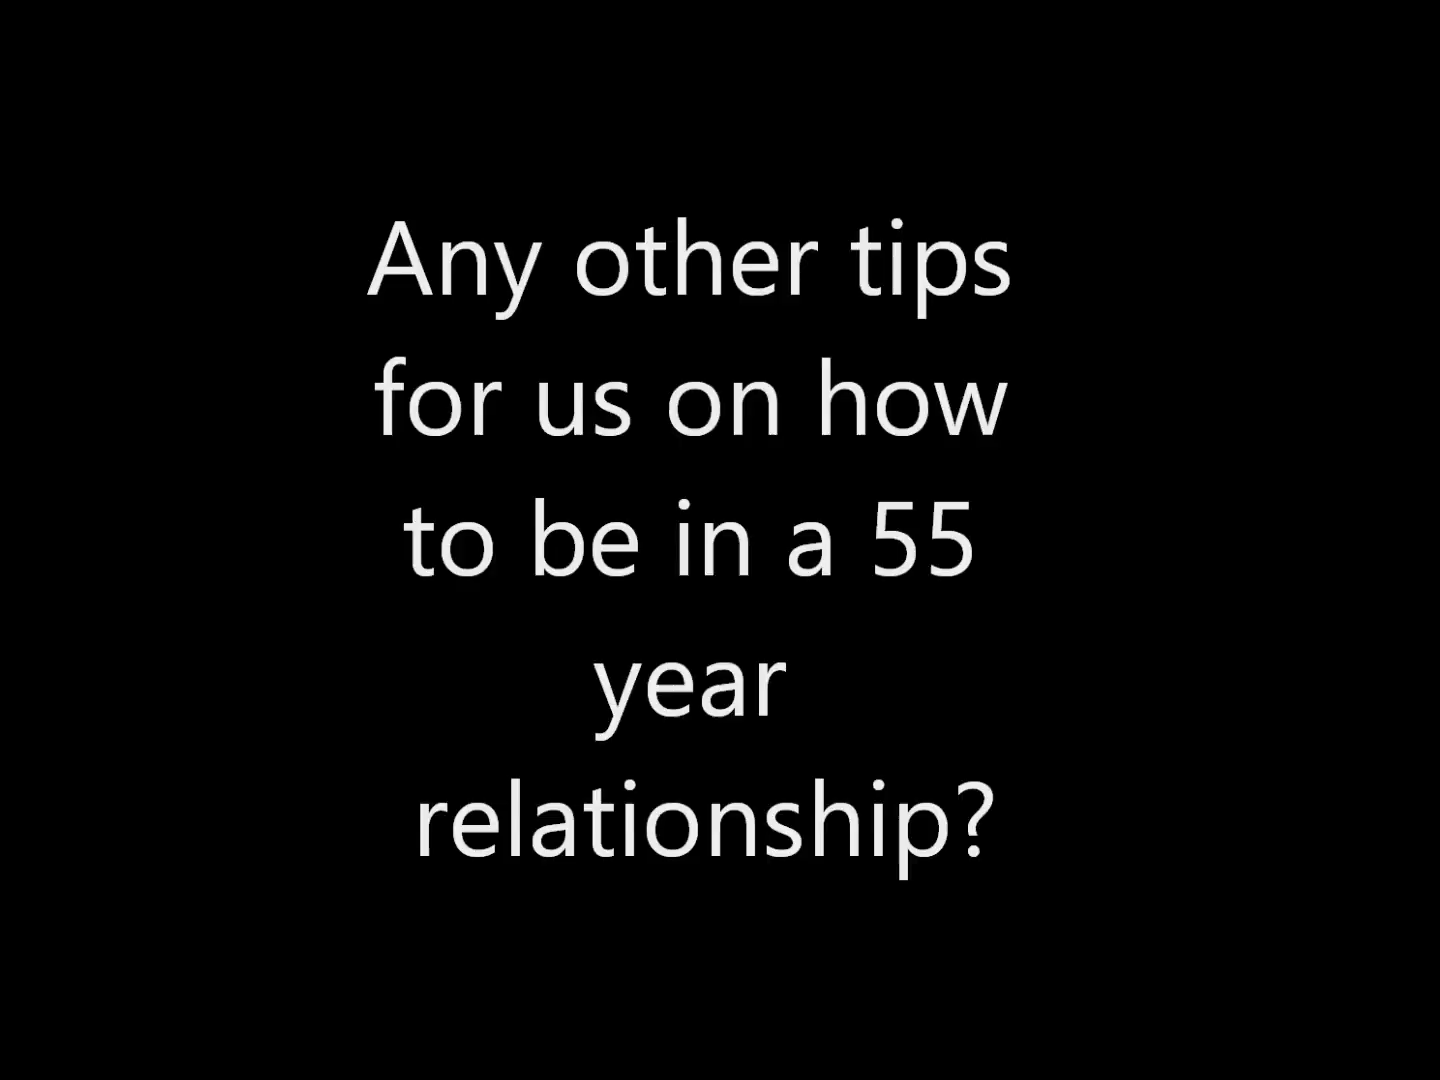 Any other tips
for us on how
to be in a 55
year
relationship?